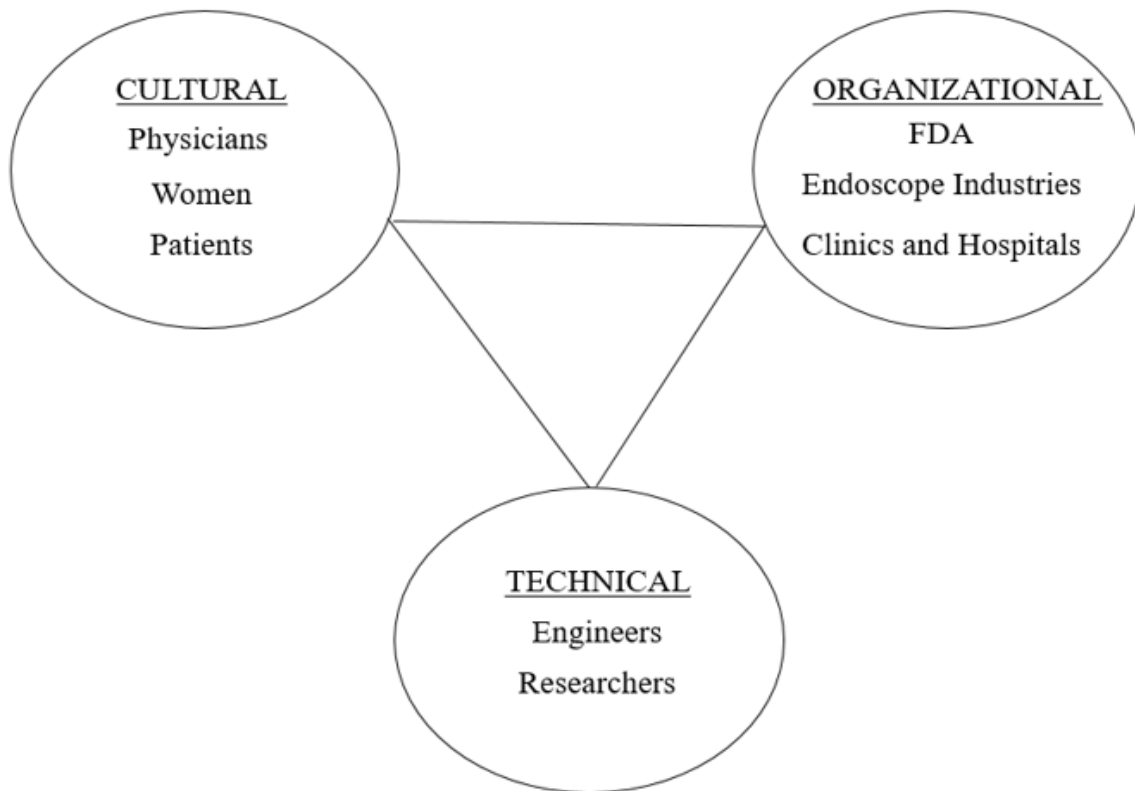 CULTURAL
Physicians
Women
Patients
ORGANIZATIONAL
FDA
Endoscope Industries
Clinics and Hospitals
TECHNICAL
Engineers
Researchers